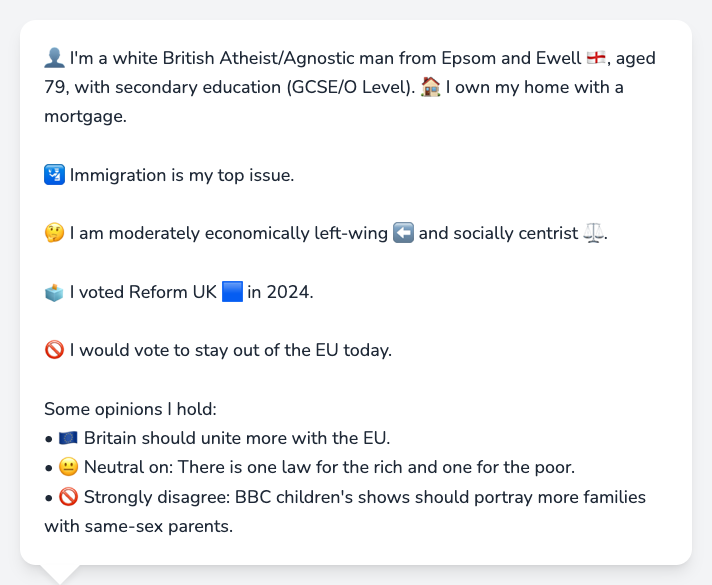 👤 I'm a white British Atheist/Agnostic man from Epsom and Ewell 🏴󠁧󠁢󠁥󠁮󠁧󠁿, aged
79, with secondary education (GCSE/O Level). 🏠 I own my home with a
mortgage.
🛂 Immigration is my top issue.
🤔 I am moderately economically left-wing ⬅️ and socially centrist ⚖️.
🗳️ I voted Reform UK 🟦 in 2024.
🚫 I would vote to stay out of the EU today.
Some opinions I hold:
• 🇪🇺 Britain should unite more with the EU.
• 😐 Neutral on: There is one law for the rich and one for the poor.
• 🚫 Strongly disagree: BBC children's shows should portray more families
with same-sex parents.